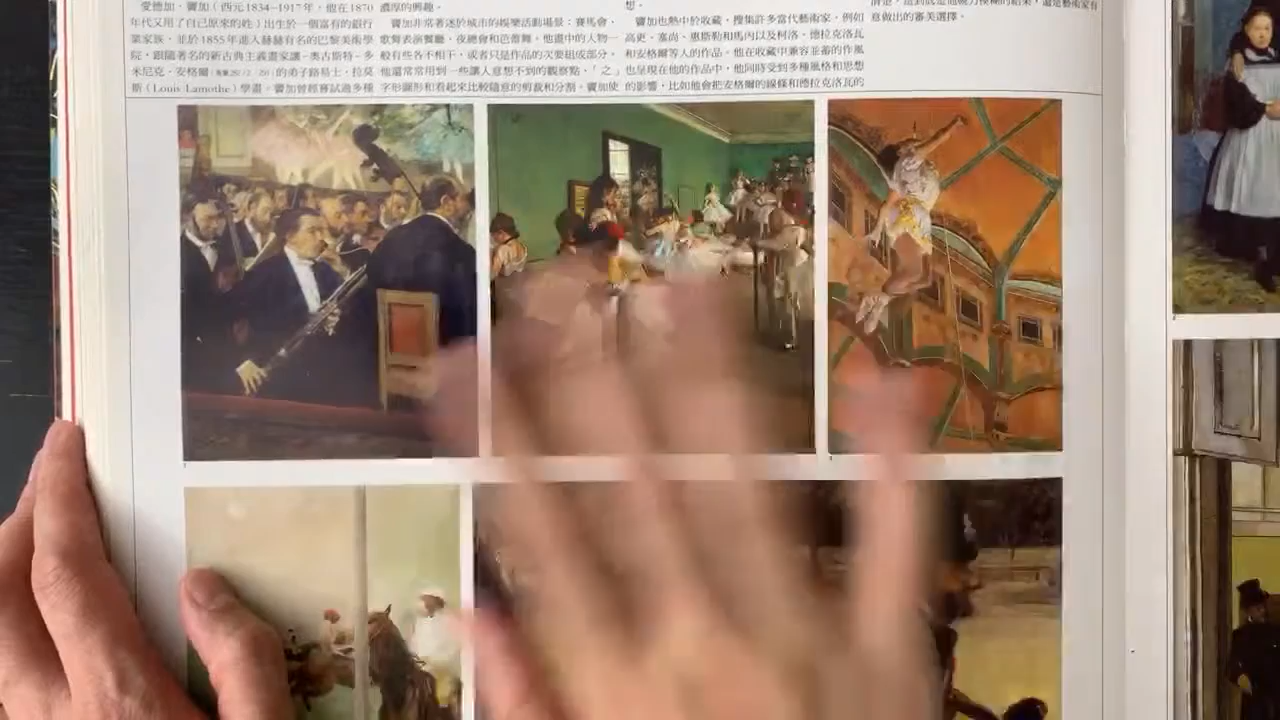 愛德加．竇加（西元1834－1917年，他在1870
年代又用了自己原來的姓）出生於一個富有的銀行
業家族，並於1855年進入赫赫有名的巴黎美術學
院，跟隨著名的新古典主義畫家讓－奧古斯特－多
米尼克．安格爾的弟子路易士．拉莫
斯（Louis Lamothe）學畫。竇加曾經嘗試過多種
濃厚的興趣。
竇加非常著迷於城市的娛樂活動場景：賽馬會、
歌舞表演餐廳、夜總會和芭蕾舞。他畫中的人物一
般有些各不相干，或者只是作品的次要組成部分。
他還常常用到一些讓人意想不到的觀察點，「之」
字形圖形和看起來比較隨意的剪裁和分割。竇加使
想。
竇加也熱中於收藏，搜集許多當代藝術家，例如
高更、塞尚、惠斯勒和馬內以及柯洛、德拉克洛瓦
和安格爾等人的作品。他在收藏中兼容並蓄的作風
也呈現在他的作品中，他同時受到多種風格和思想
的影響，比如他會把安格爾的線條和德拉克洛瓦的
意做出的審美選擇。